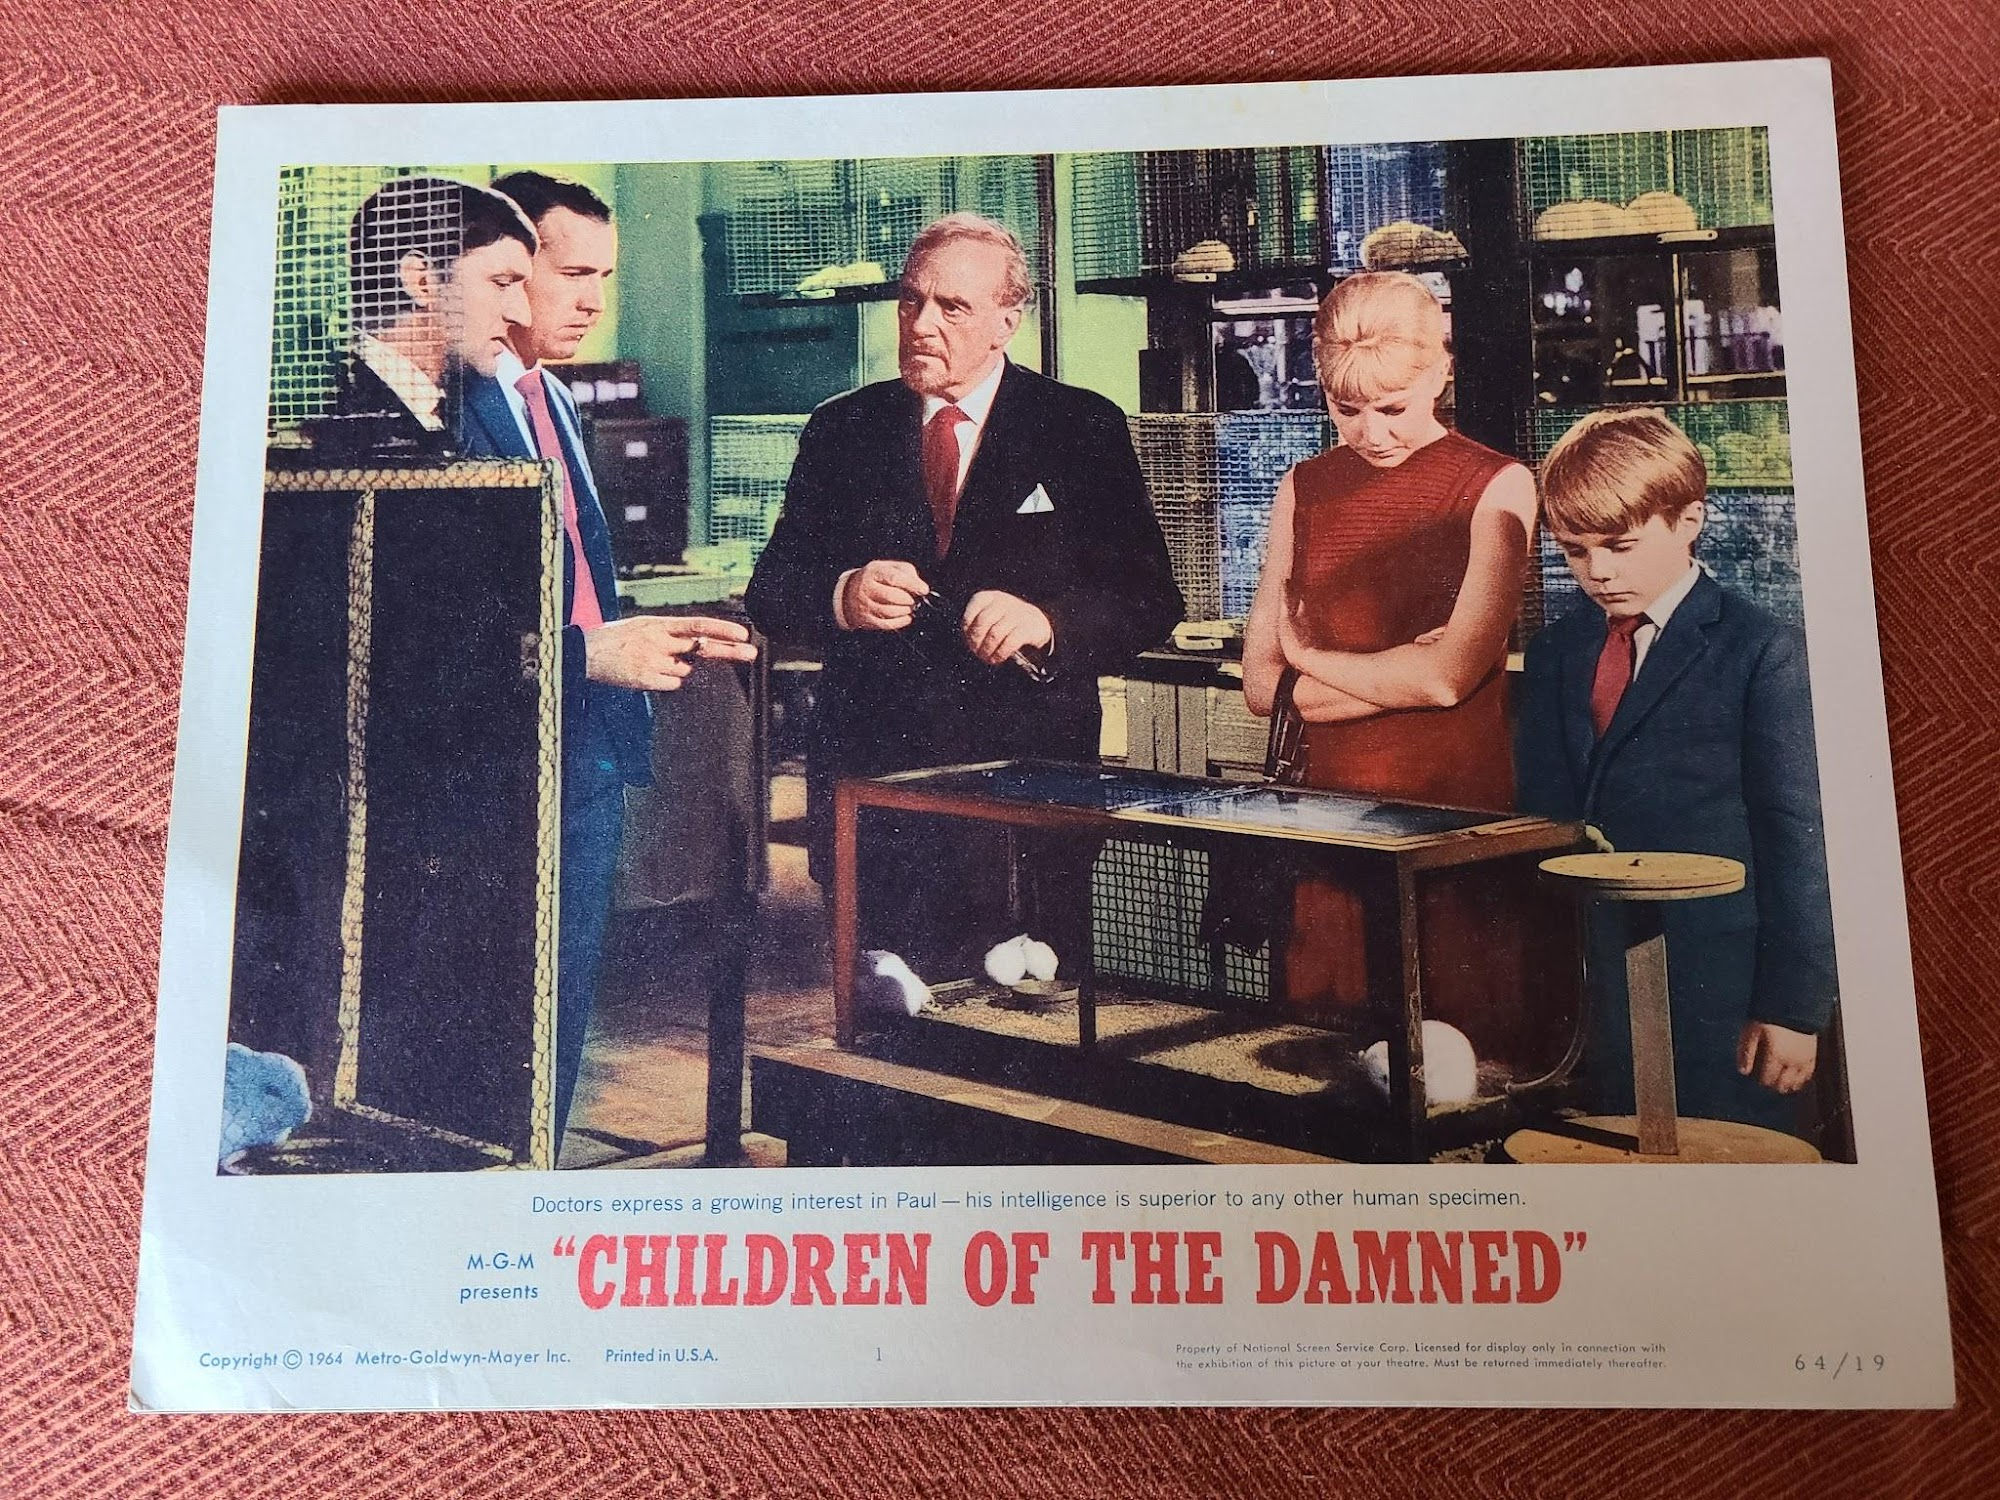 Doctors express a growing interest in Paul — his intelligence is superior to any other human specimen.
M-G-M
presents
“CHILDREN OF THE DAMNED”
Copyright © 1964 Metro-Goldwyn-Mayer Inc. Printed in U.S.A.
1
Property of National Screen Service Corp. Licensed for display only in connection with
the exhibition of this picture at your theatre. Must be returned immediately thereafter.
64/19